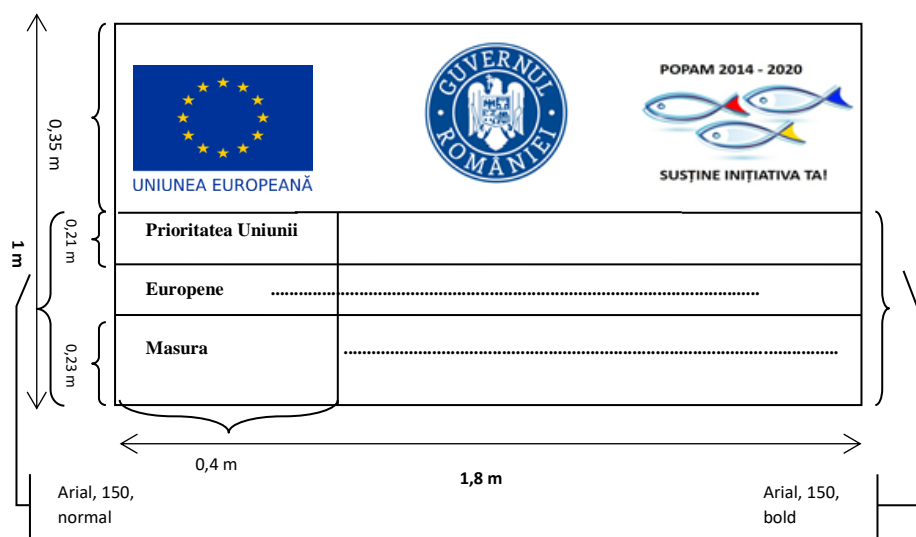 POPAM 2014 - 2020
GUVERNUL ROMÂNIEI
UNIUNEA EUROPEANĂ
SUSȚINE INIȚIATIVA TA!
0,35 m
1 m
0,21 m
0,23 m
Prioritatea Uniunii
Europene ........................................................................
Masura ........................................................................
0,4 m
1,8 m
Arial, 150,
normal
Arial, 150,
bold